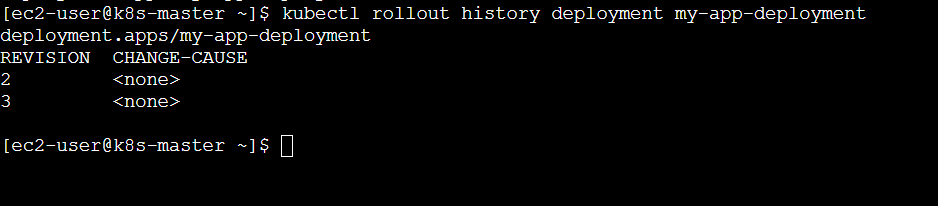 [ec2-user@k8s-master ~]$ kubectl rollout history deployment my-app-deployment
deployment.apps/my-app-deployment
REVISION  CHANGE-CAUSE
2         <none>
3         <none>
[ec2-user@k8s-master ~]$